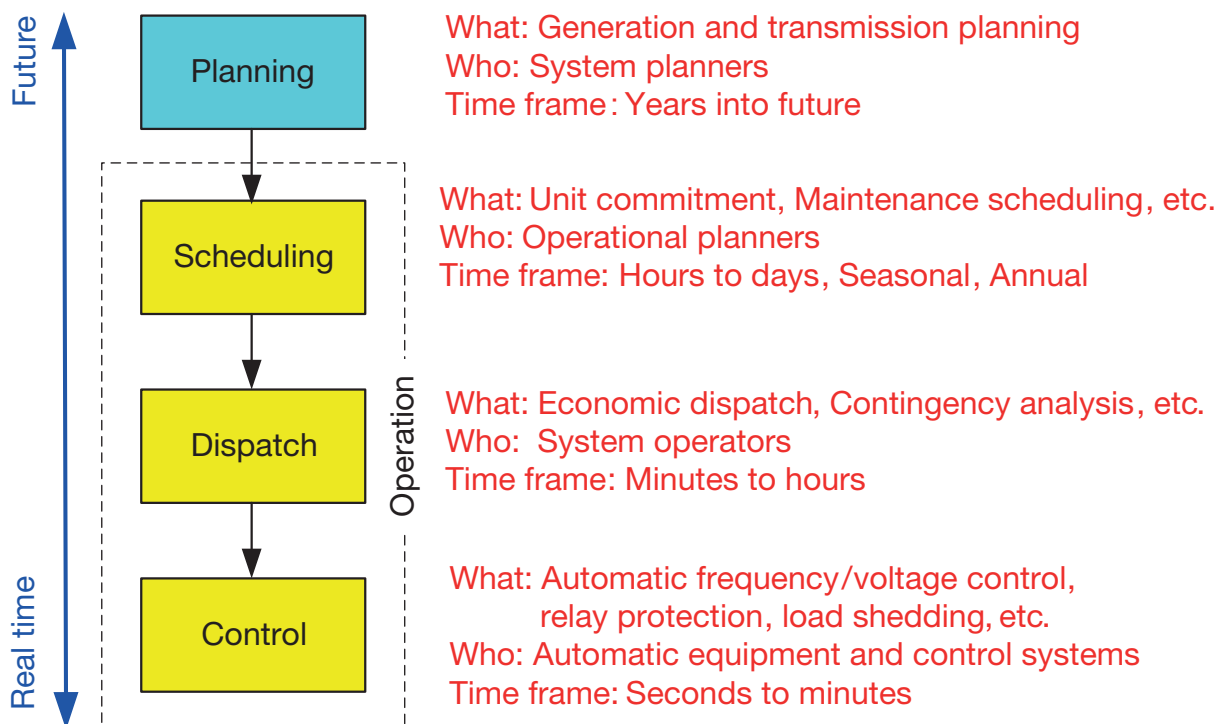 Future
Planning
What: Generation and transmission planning
Who: System planners
Time frame: Years into future
Scheduling
What: Unit commitment, Maintenance scheduling, etc.
Who: Operational planners
Time frame: Hours to days, Seasonal, Annual
Operation
Dispatch
What: Economic dispatch, Contingency analysis, etc.
Who: System operators
Time frame: Minutes to hours
Real time
Control
What: Automatic frequency/voltage control,
relay protection, load shedding, etc.
Who: Automatic equipment and control systems
Time frame: Seconds to minutes